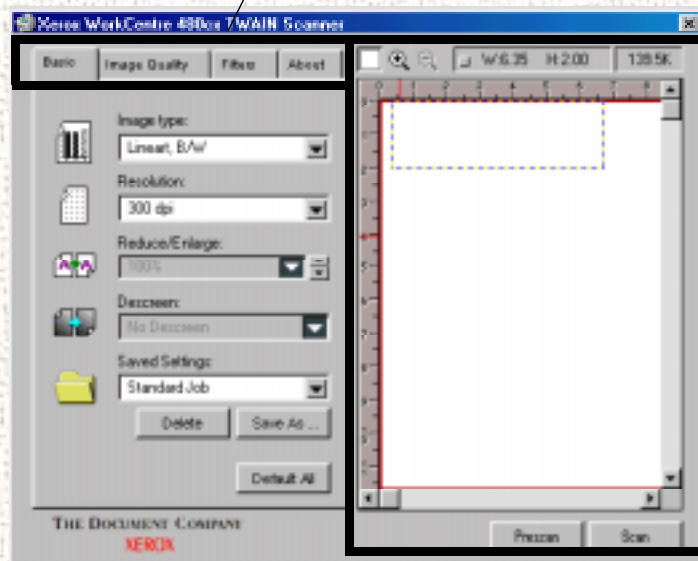 Xerox WorkCentre 480cx TWAIN Scanner
Basic Image Quality Filters About
W:6.35 H:2.00 139.5K
Image type:
Lineart, B/W
Resolution:
300 dpi
Reduce/Enlarge:
100%
Descreen:
No Descreen
Saved Settings:
Standard Job
Delete Save As ...
Default All
THE DOCUMENT COMPANY
XEROX
Prescan Scan